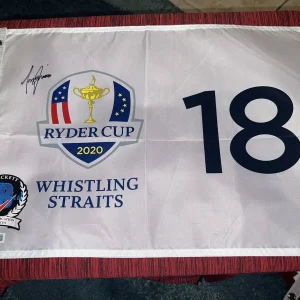 RYDER CUP
2020
18
WHISTLING
STRAITS